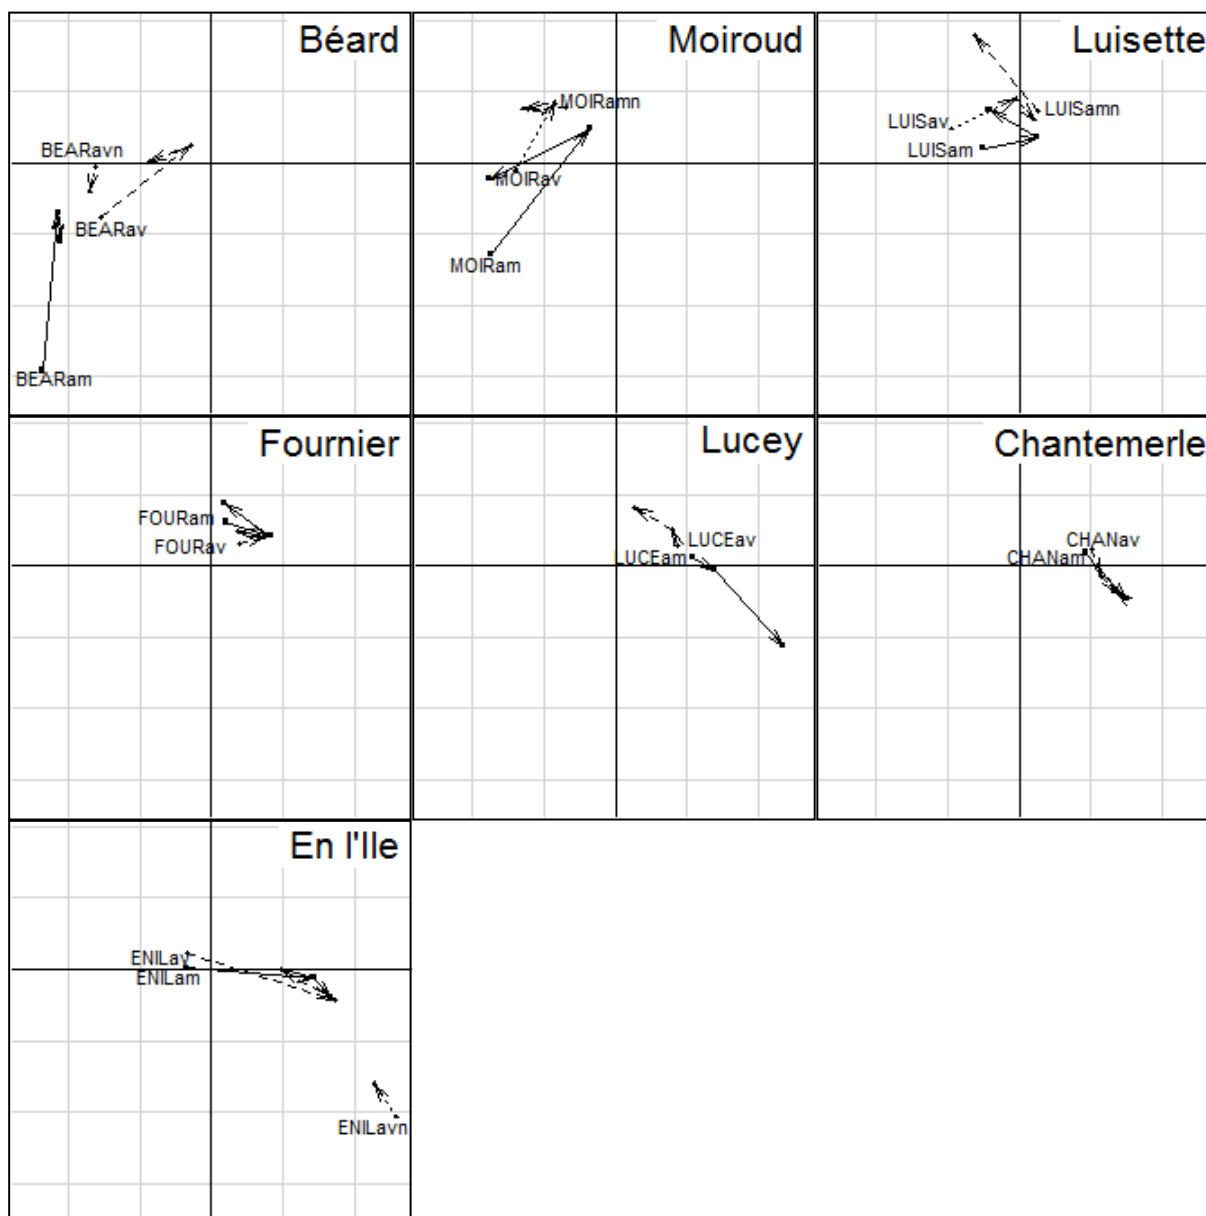 Béard
BEARavn
BEARav
BEARam
Moiroud
MOIRamn
MOIRav
MOIRam
Luisette
LUISav
LUISamn
LUISam
Fournier
FOURam
FOURav
Lucey
LUCEav
LUCEam
Chantemerle
CHANav
CHANam
En l'Ile
ENILav
ENILam
ENILavn